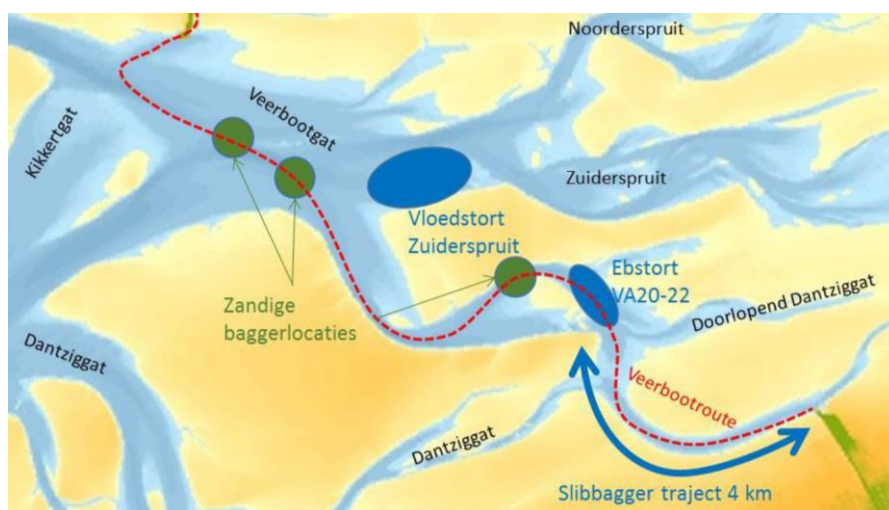 Noorderspruit
Veerbootgat
Kikkertgat
Zuiderspruit
Vloedstort
Zuiderspruit
Ebstort
VA20-22
Zandige
baggerlocaties
Doorlopend Dantziggat
Dantziggat
Veerbootroute
Dantziggat
Slibbagger traject 4 km